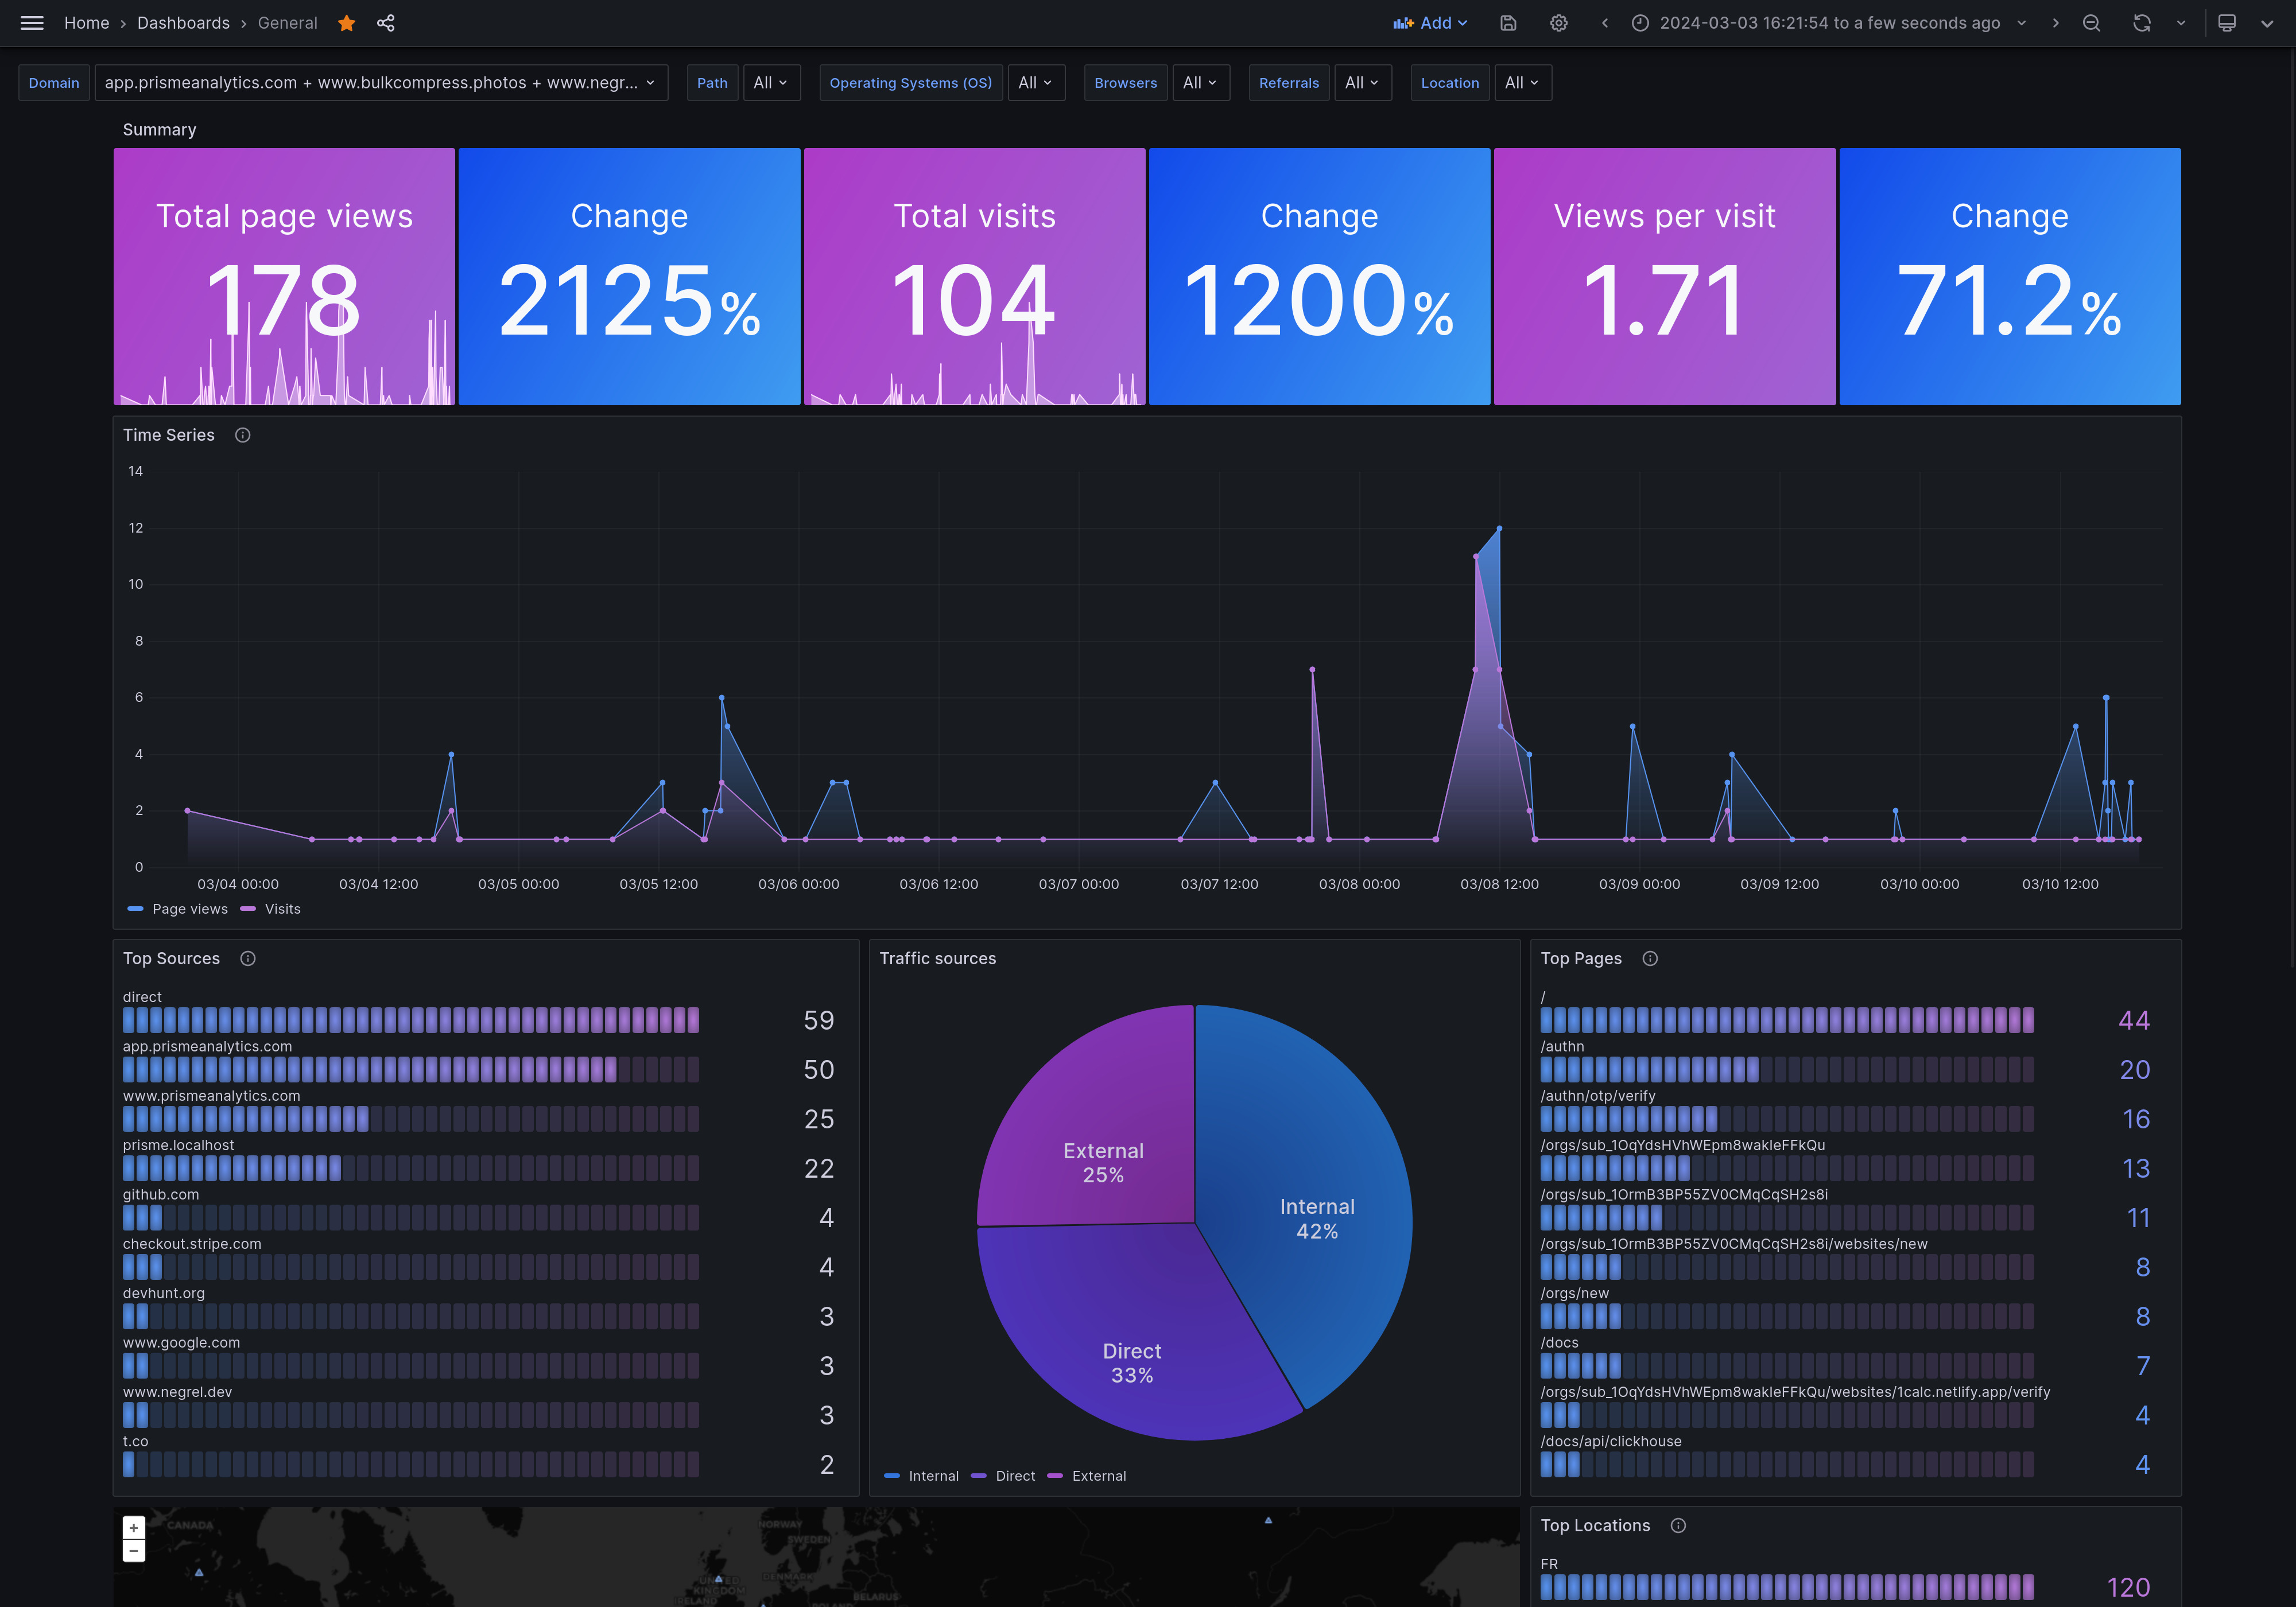 Home › Dashboards › General
Add
2024-03-03 16:21:54 to a few seconds ago
Domain app.prismeanalytics.com + www.bulkcompress.photos + www.negr... Path All Operating Systems (OS) All Browsers All Referrals All Location All
Summary
Total page views
178
Change
2125%
Total visits
104
Change
1200%
Views per visit
1.71
Change
71.2%
Time Series
14
12
10
8
6
4
2
0
03/04 00:00 03/04 12:00 03/05 00:00 03/05 12:00 03/06 00:00 03/06 12:00 03/07 00:00 03/07 12:00 03/08 00:00 03/08 12:00 03/09 00:00 03/09 12:00 03/10 00:00 03/10 12:00
Page views Visits
Top Sources
direct
59
app.prismeanalytics.com
50
www.prismeanalytics.com
25
prisme.localhost
22
github.com
4
checkout.stripe.com
4
devhunt.org
3
www.google.com
3
www.negrel.dev
3
t.co
2
Traffic sources
External
25%
Internal
42%
Direct
33%
Internal Direct External
Top Pages
/
44
/authn
20
/authn/otp/verify
16
/orgs/sub_1OqYdsHVhWEpm8wakIeFFkQu
13
/orgs/sub_1OrmB3BP55ZV0CMqCqSH2s8i
11
/orgs/sub_1OrmB3BP55ZV0CMqCqSH2s8i/websites/new
8
/orgs/new
8
/docs
7
/orgs/sub_1OqYdsHVhWEpm8wakIeFFkQu/websites/1calc.netlify.app/verify
4
/docs/api/clickhouse
4
+
−
CANADA
NORWAY
SWEDEN
UNITED
KINGDOM
DENMARK
BELARUS
Top Locations
FR
120